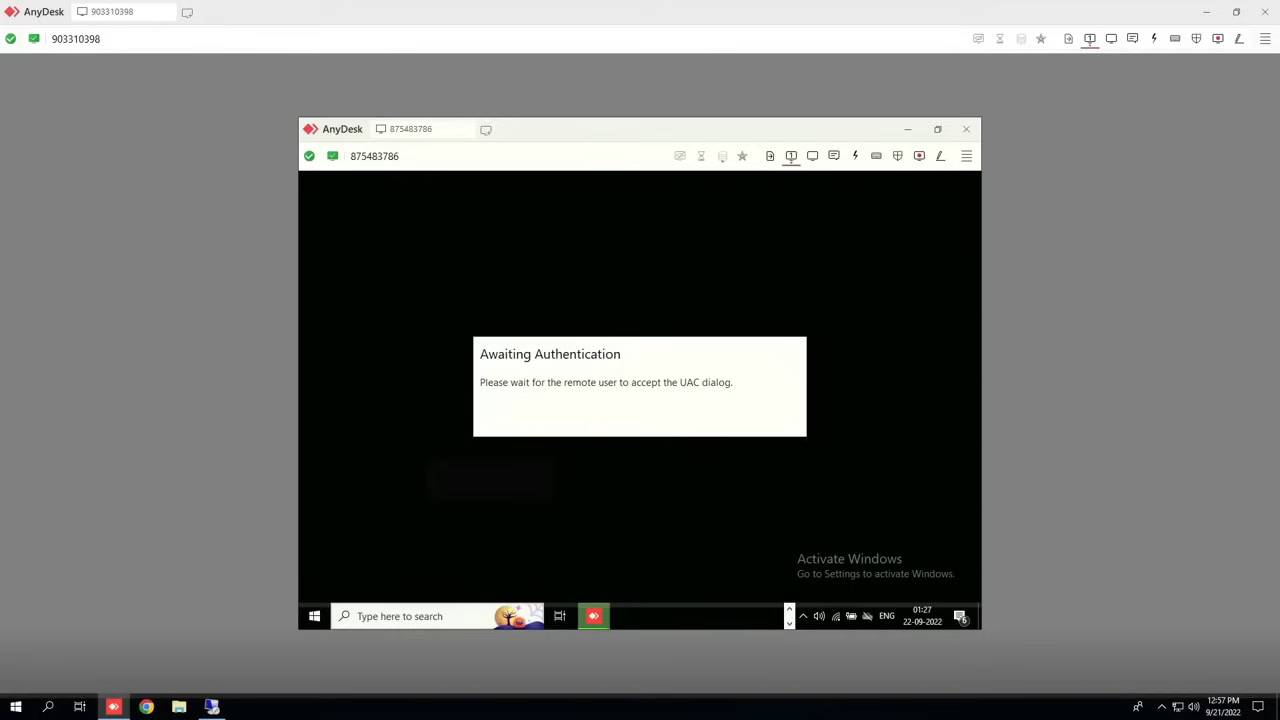 AnyDesk
903310398
903310398
AnyDesk
875483786
875483786
Awaiting Authentication
Please wait for the remote user to accept the UAC dialog.
Activate Windows
Go to Settings to activate Windows.
Type here to search
ENG
01:27
22-09-2022
6
12:57 PM
9/21/2022